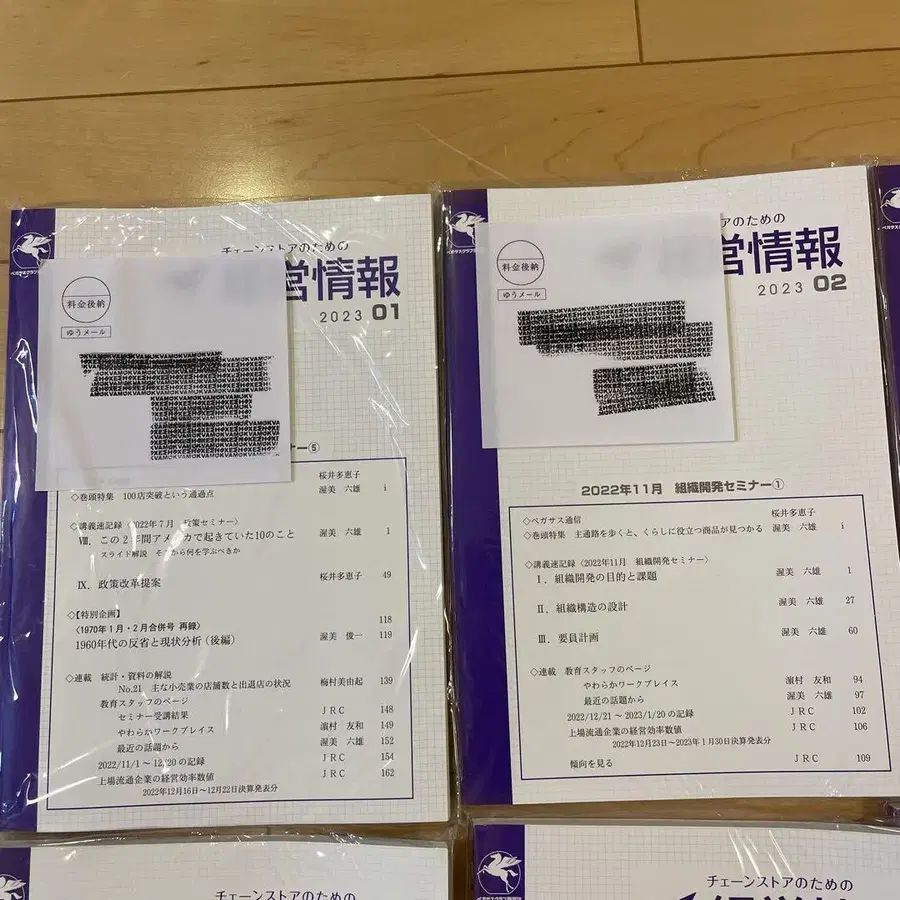 チェーンストアのための
営情報
2023 01
ペガサスクラブ
料金後納
ゆうメール
ナー⑤
桜井多恵子
◇巻頭特集 100店突破という通過点 渥美 六雄 i
◇講義速記録〈2022年7月 政策セミナー〉
Ⅷ. この2年間アメリカで起きていた10のこと 渥美 六雄 1
スライド解説 そこから何を学ぶべきか
Ⅸ. 政策改革提案 桜井多恵子 49
◇【特別企画】 118
〈1970年1月・2月合併号 再録〉
1960年代の反省と現状分析(後編) 渥美 俊一 119
◇連載 統計・資料の解説
No.21 主な小売業の店舗数と出退店の状況 梅村美由起 139
教育スタッフのページ
セミナー受講結果 JRC 148
やわらかワークプレイス 濵村 友和 149
最近の話題から 渥美 六雄 152
2022/11/1~12/20の記録 JRC 154
上場流通企業の経営効率数値 JRC 162
2022年12月16日~12月22日決算発表分
アのための
営情報
2023 02
料金後納
ゆうメール
2022年11月 組織開発セミナー①
◇ペガサス通信 桜井多恵子
◇巻頭特集 主通路を歩くと、くらしに役立つ商品が見つかる 渥美 六雄 i
◇講義速記録〈2022年11月 組織開発セミナー〉
Ⅰ. 組織開発の目的と課題 渥美 六雄 1
Ⅱ. 組織構造の設計 渥美 六雄 27
Ⅲ. 要員計画 渥美 六雄 60
◇連載 教育スタッフのページ
やわらかワークプレイス 濵村 友和 94
最近の話題から 渥美 六雄 97
2022/12/21~2023/1/20の記録 JRC 102
上場流通企業の経営効率数値 JRC 106
2022年12月23日~2023年1月30日決算発表分
傾向を見る JRC 109
チェーンストアのための
チェーンストアのための